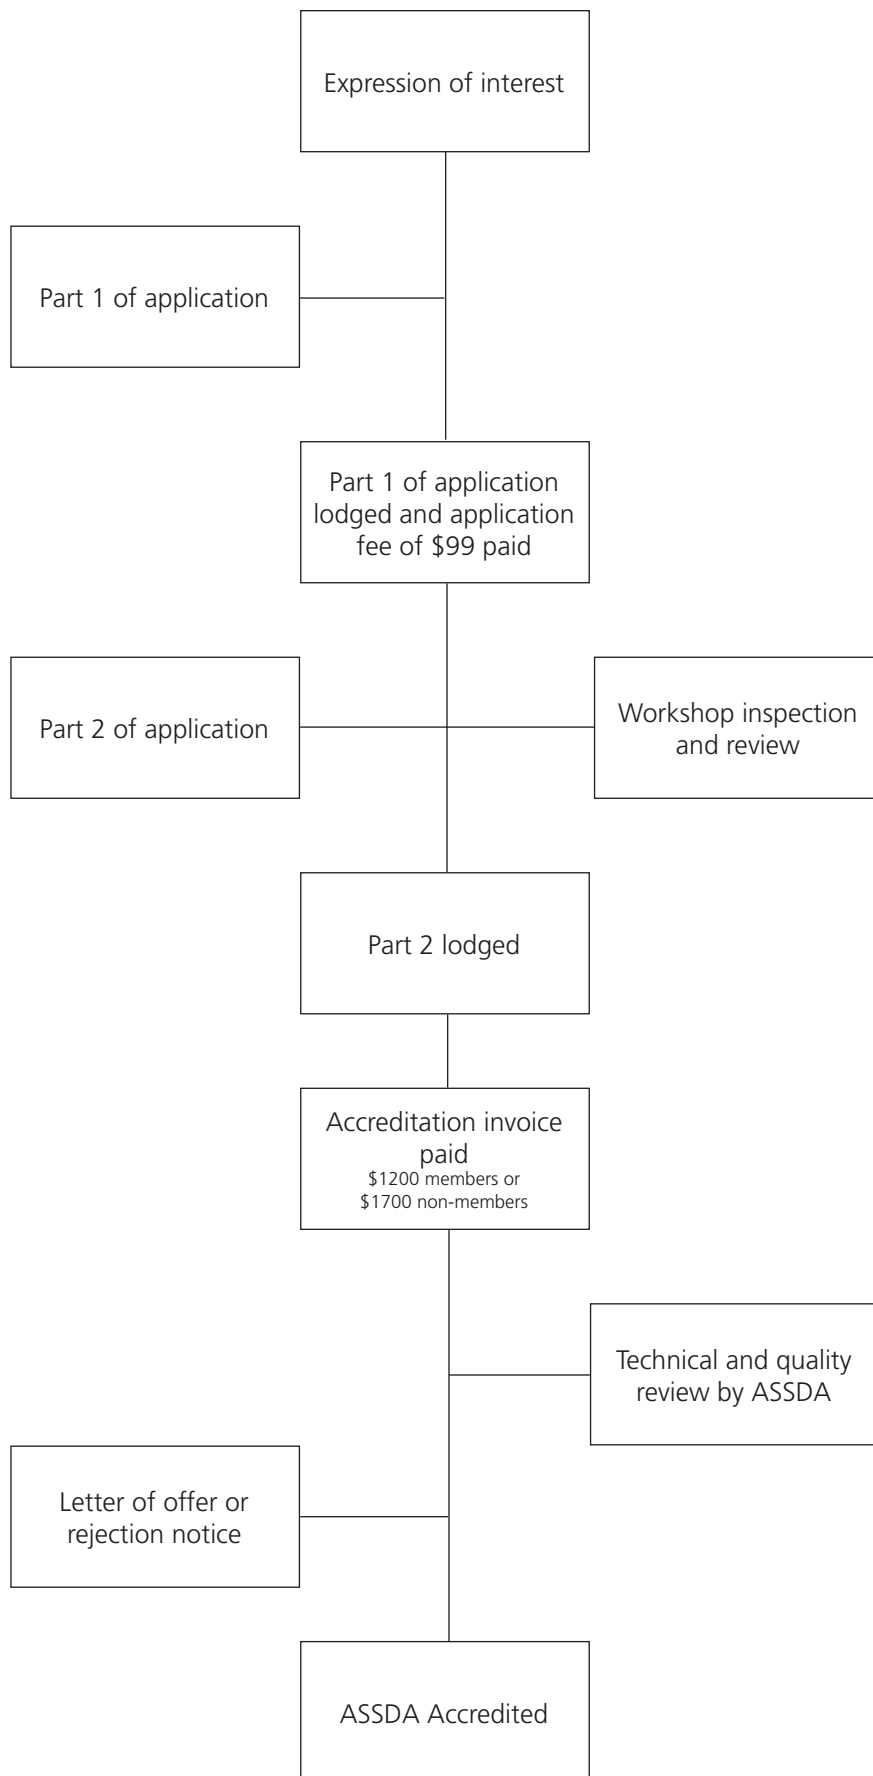 Expression of interest
Part 1 of application
Part 1 of application
lodged and application
fee of $99 paid
Part 2 of application
Workshop inspection
and review
Part 2 lodged
Accreditation invoice
paid
$1200 members or
$1700 non-members
Technical and quality
review by ASSDA
Letter of offer or
rejection notice
ASSDA Accredited